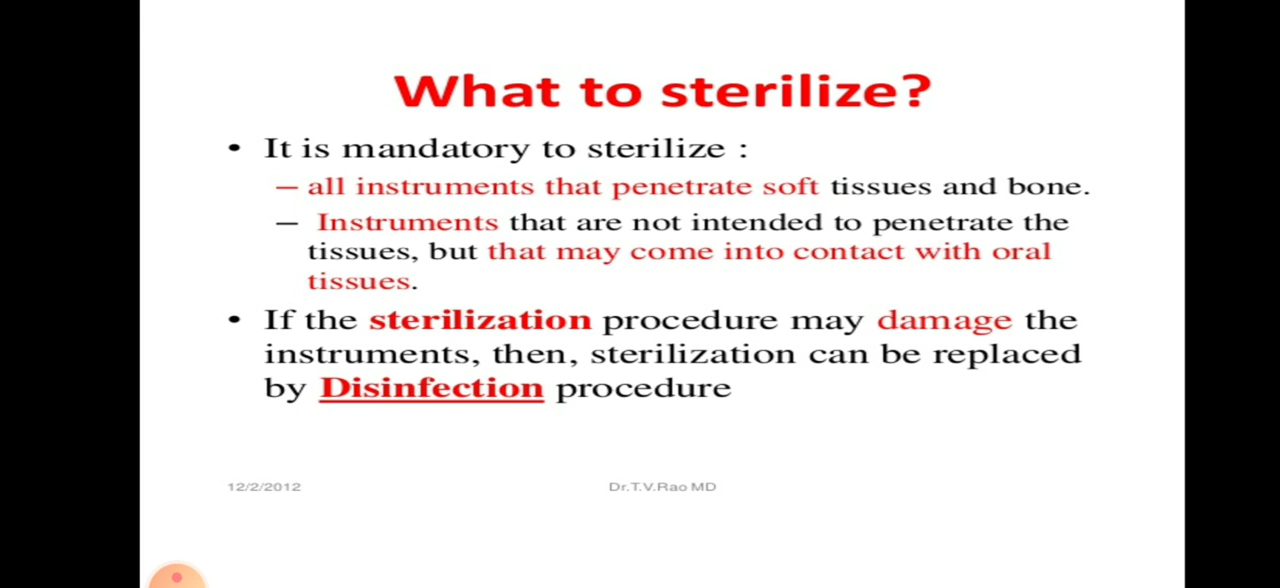 What to sterilize?
• It is mandatory to sterilize :
– all instruments that penetrate soft tissues and bone.
– Instruments that are not intended to penetrate the
tissues, but that may come into contact with oral
tissues.
• If the sterilization procedure may damage the
instruments, then, sterilization can be replaced
by Disinfection procedure
12/2/2012
Dr.T.V.Rao MD